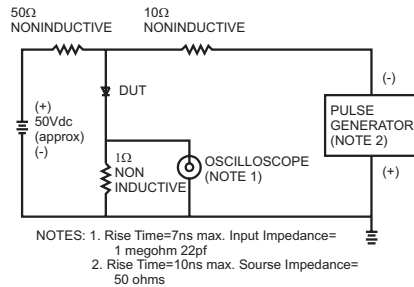 50Ω
NONINDUCTIVE
10Ω
NONINDUCTIVE
(+)
50Vdc
(approx)
(-)
DUT
1Ω
NON
INDUCTIVE
OSCILLOSCOPE
(NOTE 1)
(-)
PULSE
GENERATOR
(NOTE 2)
(+)
NOTES: 1. Rise Time=7ns max. Input Impedance=
1 megohm 22pf
2. Rise Time=10ns max. Sourse Impedance=
50 ohms